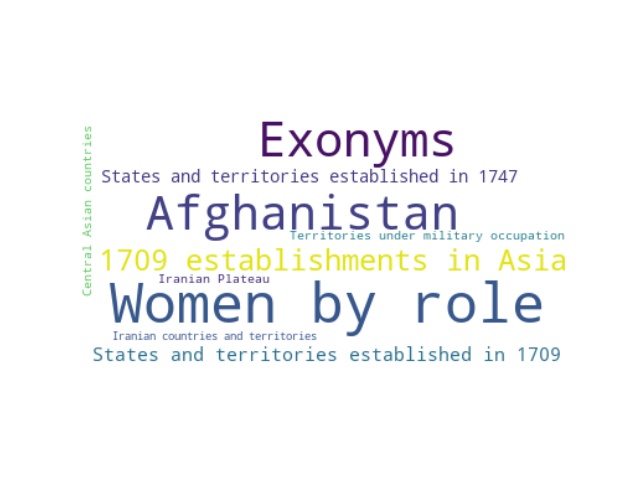 Exonyms
Central Asian countries
States and territories established in 1747
Afghanistan
Territories under military occupation
1709 establishments in Asia
Iranian Plateau
Women by role
Iranian countries and territories
States and territories established in 1709